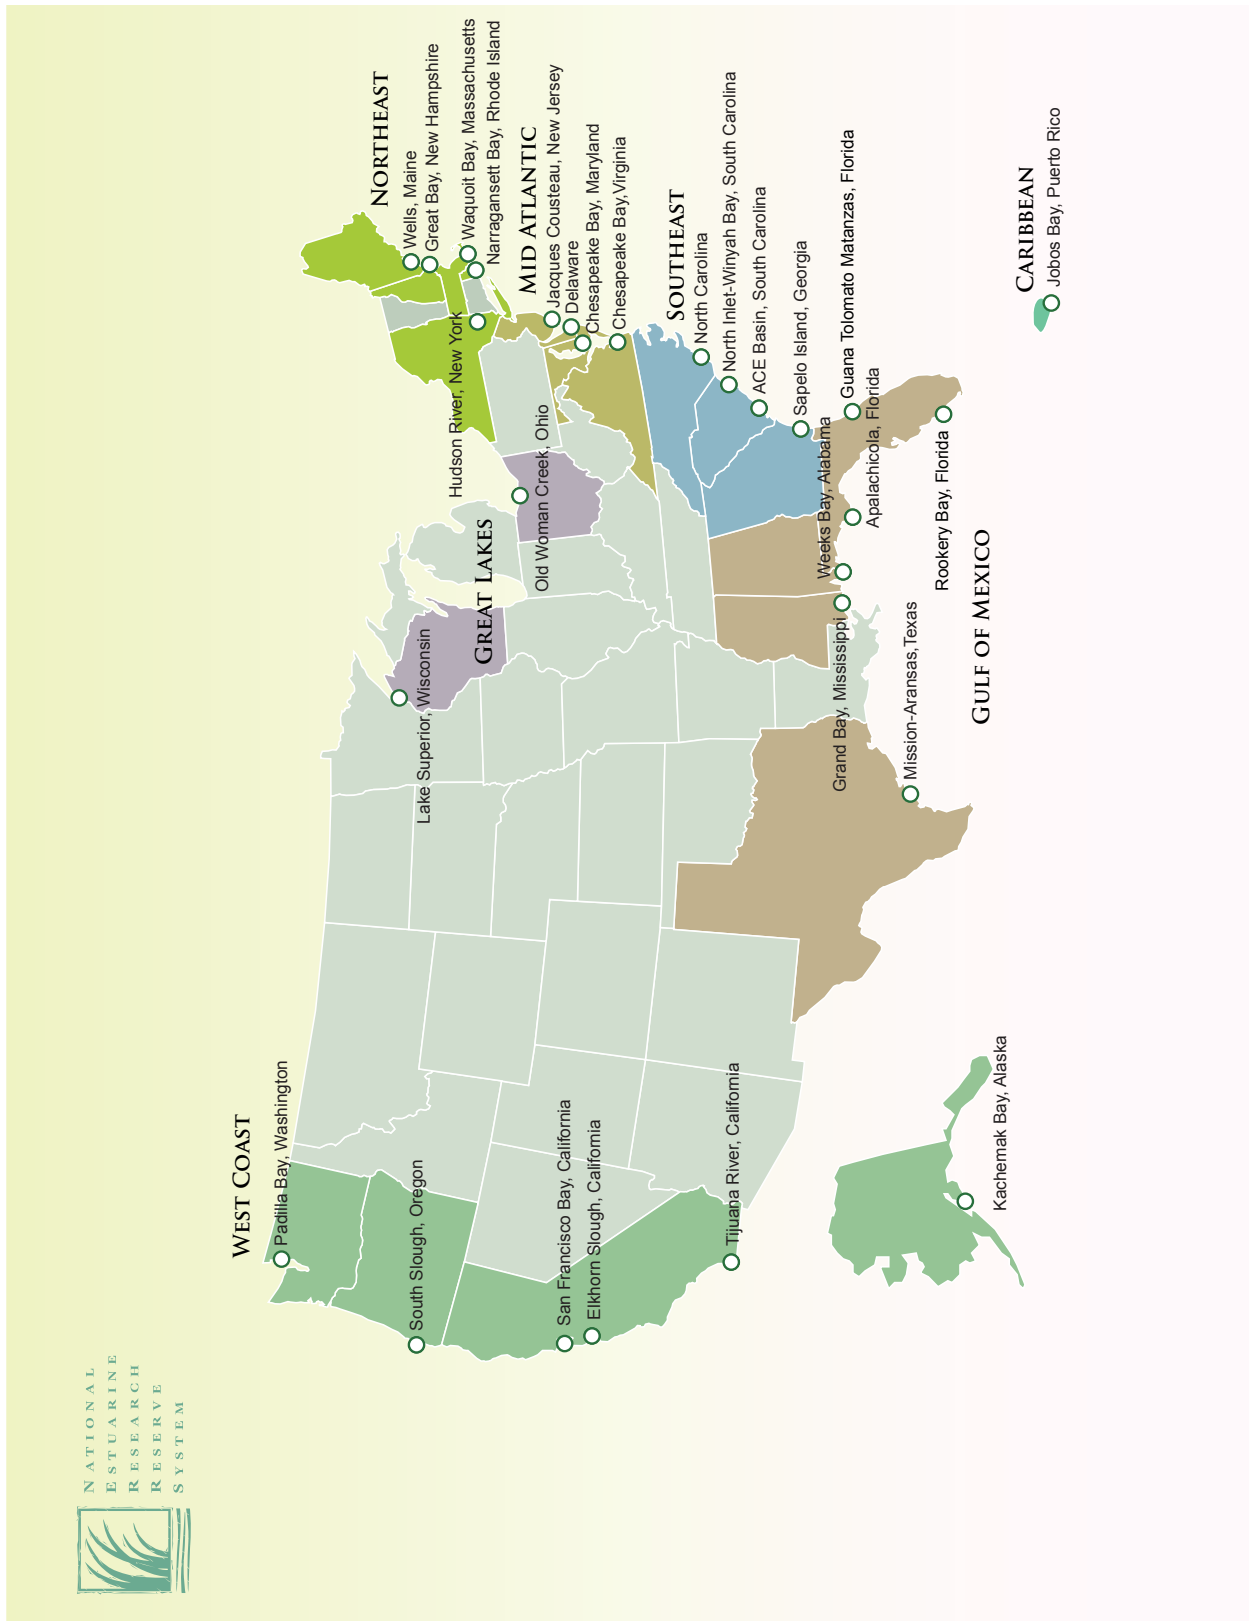 NATIONAL
ESTUARINE
RESEARCH
RESERVE
SYSTEM
WEST COAST
Padilla Bay, Washington
South Slough, Oregon
San Francisco Bay, California
Elkhorn Slough, California
Tijuana River, California
Kachemak Bay, Alaska
GREAT LAKES
Lake Superior, Wisconsin
Old Woman Creek, Ohio
NORTHEAST
Wells, Maine
Great Bay, New Hampshire
Waquoit Bay, Massachusetts
Narragansett Bay, Rhode Island
Hudson River, New York
MID ATLANTIC
Jacques Cousteau, New Jersey
Delaware
Chesapeake Bay, Maryland
Chesapeake Bay,Virginia
SOUTHEAST
North Carolina
North Inlet-Winyah Bay, South Carolina
ACE Basin, South Carolina
Sapelo Island, Georgia
Guana Tolomato Matanzas, Florida
Apalachicola, Florida
Weeks Bay, Alabama
Rookery Bay, Florida
Grand Bay, Mississippi
Mission-Aransas,Texas
GULF OF MEXICO
CARIBBEAN
Jobos Bay, Puerto Rico